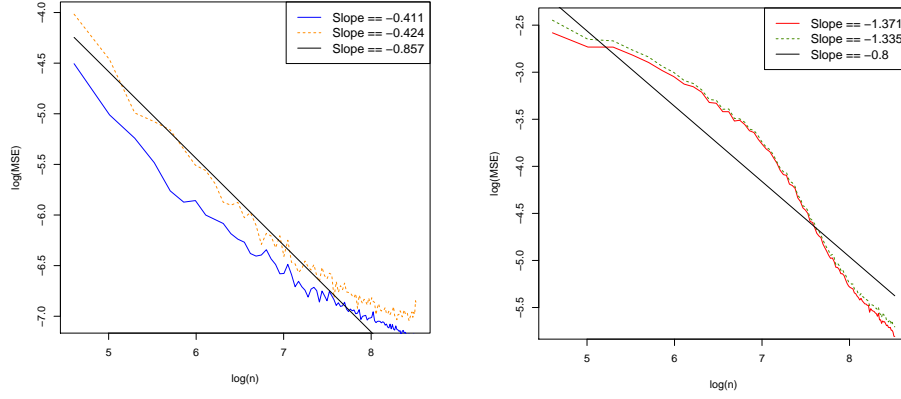 Slope == −0.411
Slope == −0.424
Slope == −0.857
log(MSE)
−4.0
−4.5
−5.0
−5.5
−6.0
−6.5
−7.0
5 6 7 8
log(n)
Slope == −1.371
Slope == −1.335
Slope == −0.8
log(MSE)
−2.5
−3.0
−3.5
−4.0
−4.5
−5.0
−5.5
5 6 7 8
log(n)